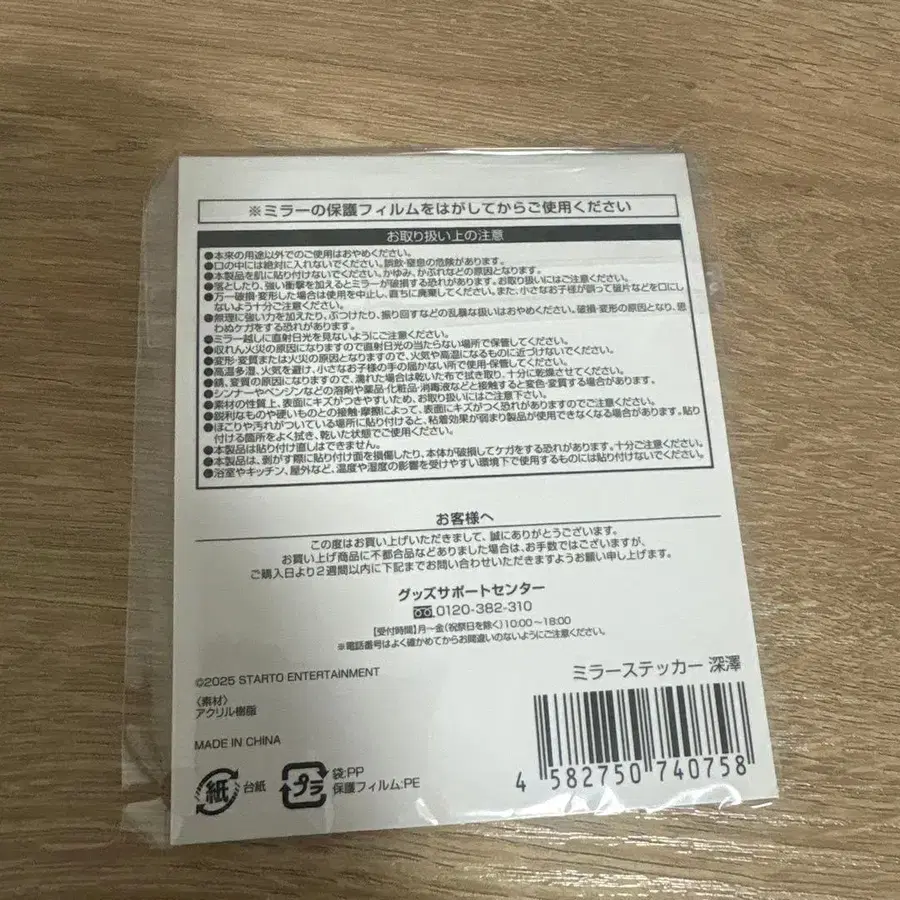 ※ミラーの保護フィルムをはがしてからご使用ください
お取り扱い上の注意
●本来の用途以外でのご使用はおやめください。
●口の中には絶対に入れないでください。誤飲・窒息の危険があります。
●本製品を肌に貼り付けないでください。かゆみ、かぶれなどの原因となります。
●落としたり、強い衝撃を加えるとミラーが破損する恐れがあります。お取り扱いにはご注意ください。
●万一破損・変形した場合は使用を中止し、直ちに廃棄してください。また、小さなお子様が誤って破片などを口にし
ないよう十分ご注意ください。
●無理に強い力を加えたり、ぶつけたり、振り回すなどの乱暴な扱いはおやめください。破損・変形の原因となり、思
わぬケガをする恐れがあります。
●ミラー越しに直射日光を見ないようにご注意ください。
●収れん火災の原因になりますので直射日光の当たらない場所で保管してください。
●変形・変質または火災の原因となりますので、火気や高温になるものに近づけないでください。
●高温多湿、火気を避け、小さなお子様の手の届かない所で使用・保管してください。
●錆、変質の原因になりますので、濡れた場合は乾いた布で拭き取り、十分に乾燥させてください。
●シンナーやベンジンなどの溶剤や薬品・化粧品・消毒液などと接触すると変色・変質する場合があります。
●素材の性質上、表面にキズがつきやすいため、お取り扱いにはご注意下さい。
●鋭利なものや硬いものとの接触・摩擦によって、表面にキズがつく恐れがありますのでご注意ください。
●ほこりや汚れがついている場所に貼り付けると、粘着効果が弱まり製品が使用できなくなる場合があります。貼り
付ける箇所をよく拭き、乾いた状態でご使用ください。
●本製品は貼り付け直しはできません。
●本製品は、剥がす際に貼り付け面を損傷したり、本体が破損してケガをする恐れがあります。十分ご注意ください。
●浴室やキッチン、屋外など、温度や湿度の影響を受けやすい環境下で使用するものには貼り付けないでください。
お客様へ
この度はお買い上げいただきまして、誠にありがとうございます。
お買い上げ商品に不都合品などありました場合は、お手数ではございますが、
ご購入日より2週間以内に下記までお問い合わせいただきますようお願い申し上げます。
グッズサポートセンター
0120-382-310
【受付時間】月〜金(祝祭日を除く)10:00〜18:00
※電話番号はよく確かめてからお間違いのないようにご注意ください。
©2025 STARTO ENTERTAINMENT
〈素材〉
アクリル樹脂
MADE IN CHINA
紙 台紙
プラ 袋:PP
保護フィルム:PE
ミラーステッカー 深澤
4 582750 740758